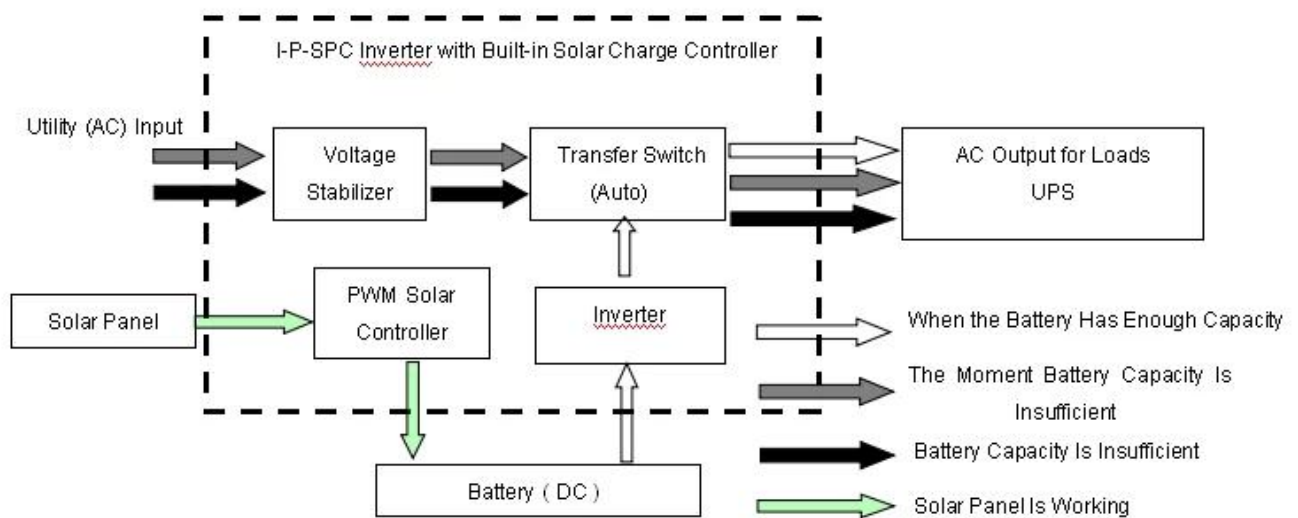 I-P-SPC Inverter with Built-in Solar Charge Controller
Utility (AC) Input
Voltage
Stabilizer
Transfer Switch
(Auto)
AC Output for Loads
UPS
Solar Panel
PWM Solar
Controller
Inverter
Battery ( DC )
When the Battery Has Enough Capacity
The Moment Battery Capacity Is
Insufficient
Battery Capacity Is Insufficient
Solar Panel Is Working